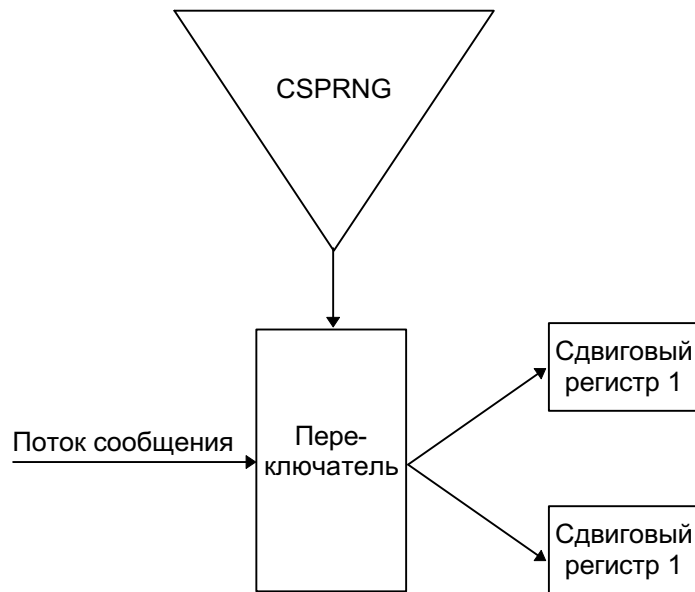 CSPRNG
Сдвиговый
регистр 1
Поток сообщения
Пере-
ключатель
Сдвиговый
регистр 1